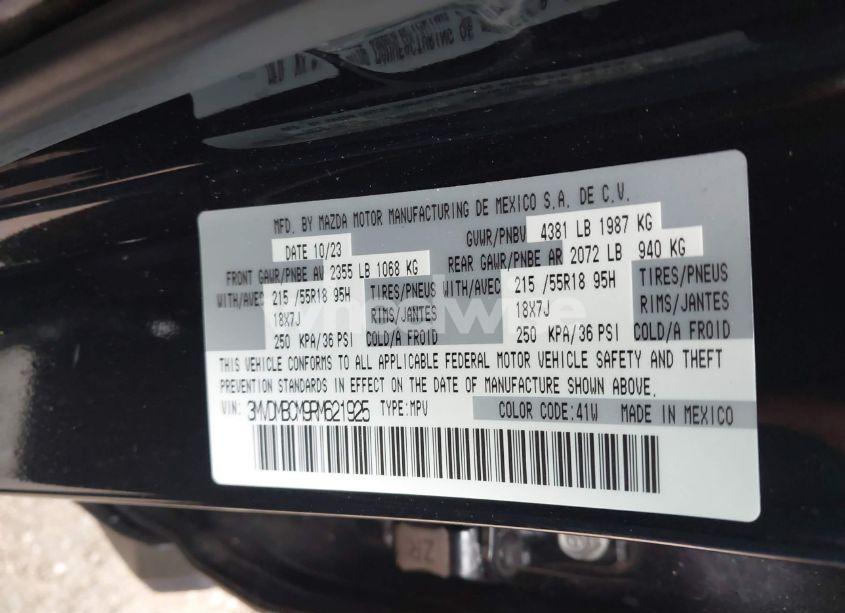 MFD. BY MAZDA MOTOR MANUFACTURING DE MEXICO S.A. DE C.V.
DATE 10/23 GVWR/PNBV 4381 LB 1987 KG
FRONT GAWR/PNBE AV 2355 LB 1068 KG REAR GAWR/PNBE AR 2072 LB 940 KG
WITH/AVEC 215 /55R18 95H TIRES/PNEUS WITH/AVEC 215 /55R18 95H TIRES/PNEUS
18X7J RIMS/JANTES 18X7J RIMS/JANTES
250 KPA/36 PSI COLD/A FROID 250 KPA/36 PSI COLD/A FROID
THIS VEHICLE CONFORMS TO ALL APPLICABLE FEDERAL MOTOR VEHICLE SAFETY AND THEFT
PREVENTION STANDARDS IN EFFECT ON THE DATE OF MANUFACTURE SHOWN ABOVE.
VIN: 3MVDMBCM9RM621925 TYPE:MPV COLOR CODE:41W MADE IN MEXICO
ZR